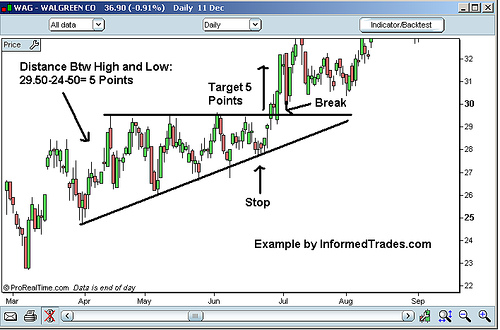 WAG - WALGREEN CO 36.90 (-0.91%) Daily 11 Dec
All data
Daily
Indicator/Backtest
Price
Distance Btw High and Low:
29.50-24-50= 5 Points
Target 5
Points
Break
Stop
Example by InformedTrades.com
32
31
30
29
28
27
26
25
24
23
22
© ProRealTime.com Data is end of day
Mar Apr May Jun Jul Aug Sep